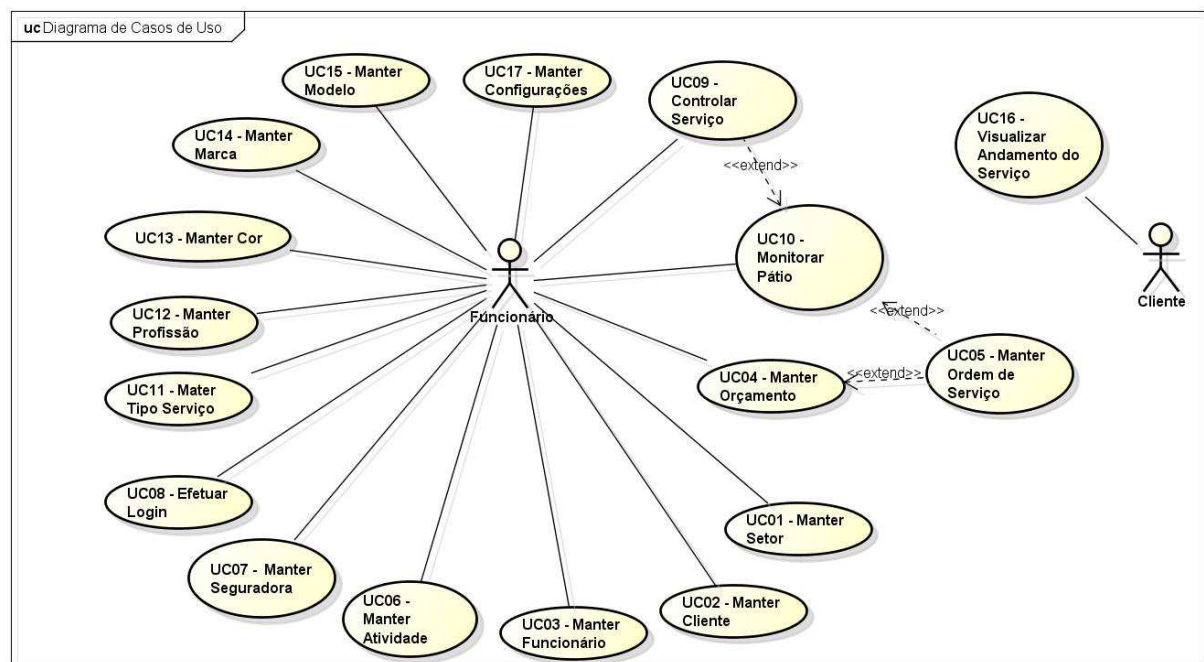 uc Diagrama de Casos de Uso
UC15 - Manter
Modelo
UC17 - Manter
Configurações
UC09 -
Controlar
Serviço
UC16 -
Visualizar
Andamento do
Serviço
UC14 - Manter
Marca
<<extend>>
UC13 - Manter Cor
UC10 -
Monitorar
Pátio
Cliente
Funcionário
UC12 - Manter
Profissão
<<extend>>
UC11 - Mater
Tipo Serviço
UC04 - Manter
Orçamento
<<extend>>
UC05 - Manter
Ordem de
Serviço
UC08 - Efetuar
Login
UC01 - Manter
Setor
UC07 - Manter
Seguradora
UC06 -
Manter
Atividade
UC03 - Manter
Funcionário
UC02 - Manter
Cliente